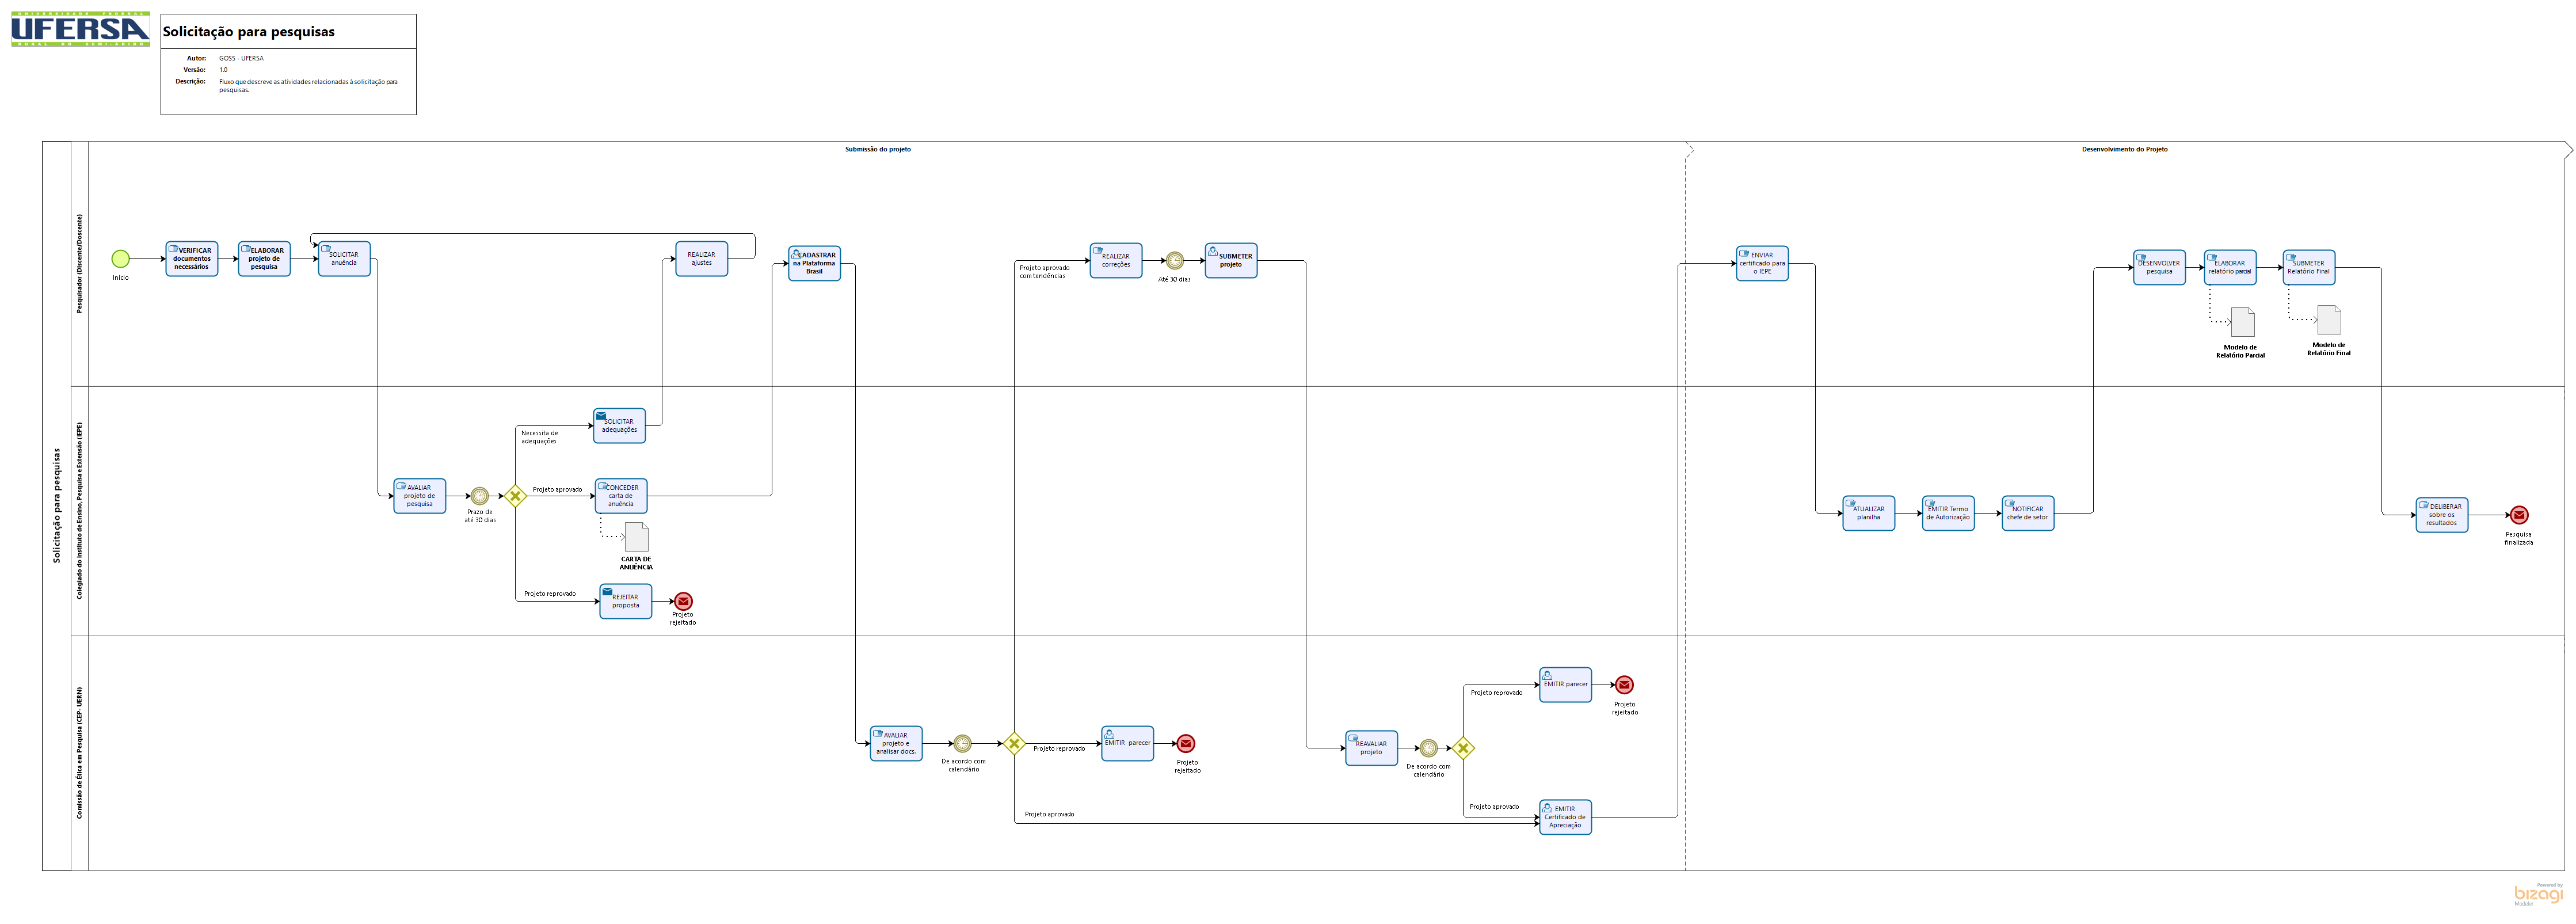 UNIVERSIDADE FEDERAL
UFERSA
RURAL DO SEMI-ÁRIDO
Solicitação para pesquisas
Autor: GOSS - UFERSA
Versão: 1.0
Descrição: Fluxo que descreve as atividades relacionadas à solicitação para
pesquisas.
Submissão do projeto
Desenvolvimento do Projeto
Solicitação para pesquisas
Pesquisador (Discente/Doscente)
Início
VERIFICAR
documentos
necessários
ELABORAR
projeto de
pesquisa
SOLICITAR
anuência
REALIZAR
ajustes
CADASTRAR
na Plataforma
Brasil
Projeto aprovado
com tendências
REALIZAR
correções
Até 30 dias
SUBMETER
projeto
ENVIAR
certificado para
o IEPE
DESENVOLVER
pesquisa
ELABORAR
relatório parcial
SUBMETER
Relatório Final
Modelo de
Relatório Parcial
Modelo de
Relatório Final
Colegiado do Instituto de Ensino, Pesquisa e Extensão (IEPE)
AVALIAR
projeto de
pesquisa
Prazo de
até 30 dias
Necessita de
adequações
SOLICITAR
adequações
Projeto aprovado
CONCEDER
carta de
anuência
CARTA DE
ANUÊNCIA
Projeto reprovado
REJEITAR
proposta
Projeto
rejeitado
ATUALIZAR
planilha
EMITIR Termo
de Autorização
NOTIFICAR
chefe de setor
DELIBERAR
sobre os
resultados
Pesquisa
finalizada
Comissão de Ética em Pesquisa (CEP- UERN)
AVALIAR
projeto e
analisar docs.
De acordo com
calendário
Projeto reprovado
EMITIR parecer
Projeto
rejeitado
Projeto aprovado
REAVALIAR
projeto
De acordo com
calendário
Projeto reprovado
EMITIR parecer
Projeto
rejeitado
Projeto aprovado
EMITIR
Certificado de
Apreciação
Powered by
bizagi
Modeler